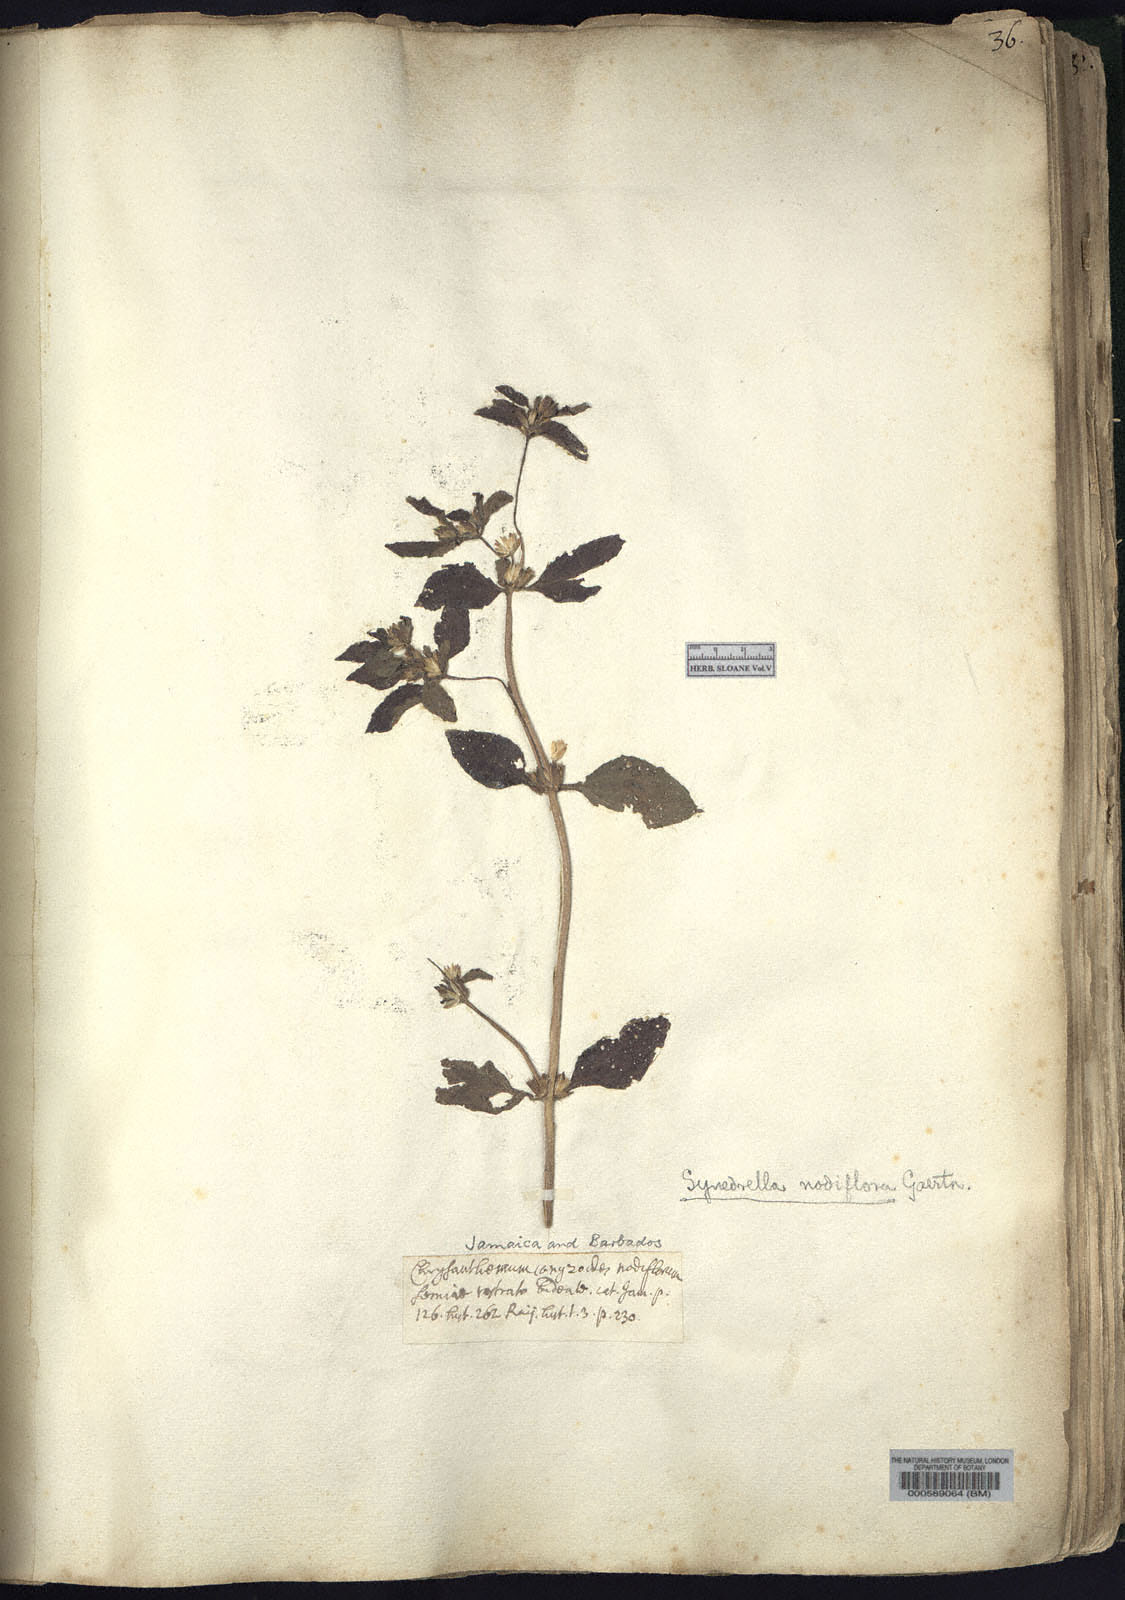 36.
HERB. SLOANE Vol.V
Synedrella nodiflora Gaertn.
Jamaica and Barbados
Chrysanthemum conyzoides nodiflorum
semine rostrato bidente. cat. Jam. p.
126. hist. 262 Raij. hist. t. 3. p. 230.
THE NATURAL HISTORY MUSEUM, LONDON
DEPARTMENT OF BOTANY
000589064 (BM)